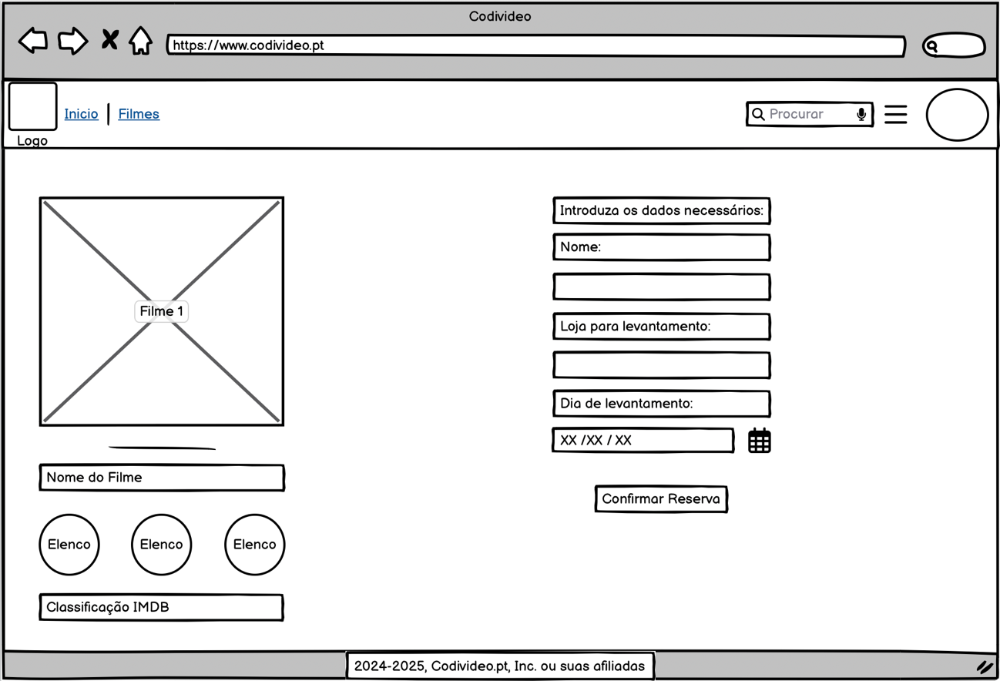 Codivideo
https://www.codivideo.pt
Inicio | Filmes
Procurar
Logo
Filme 1
Nome do Filme
Elenco Elenco Elenco
Classificação IMDB
Introduza os dados necessários:
Nome:
Loja para levantamento:
Dia de levantamento:
XX /XX / XX
Confirmar Reserva
2024-2025, Codivideo.pt, Inc. ou suas afiliadas